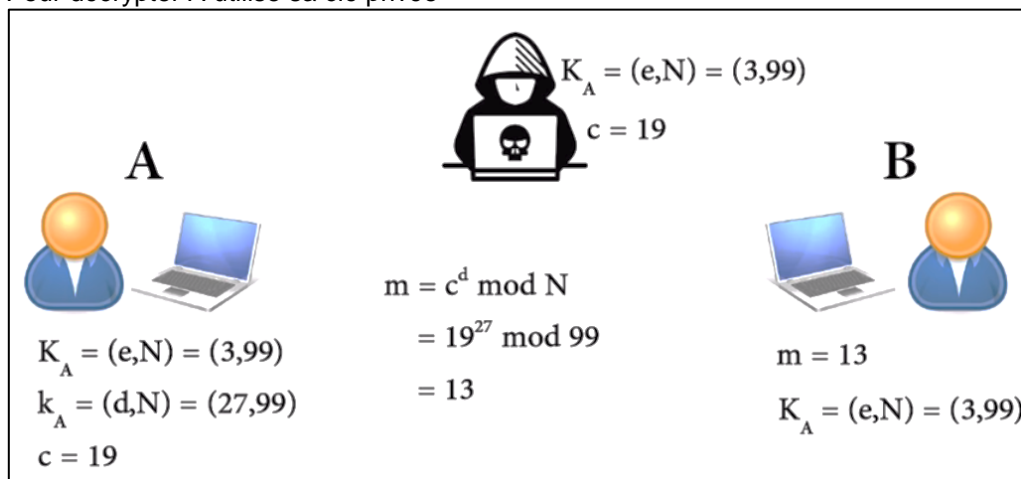 K_A = (e,N) = (3,99)
c = 19
A
B
m = c^d mod N
= 19^27 mod 99
= 13
K_A = (e,N) = (3,99)
k_A = (d,N) = (27,99)
c = 19
m = 13
K_A = (e,N) = (3,99)